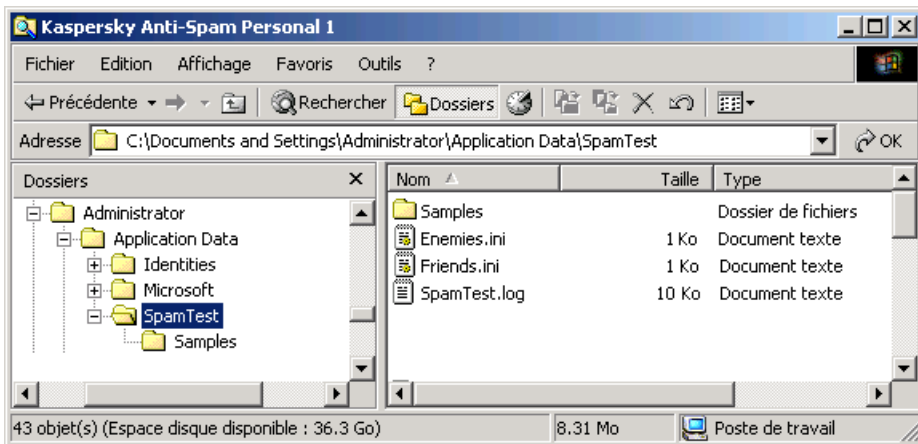 Kaspersky Anti-Spam Personal 1
Fichier Edition Affichage Favoris Outils ?
Précédente Rechercher Dossiers
Adresse C:\Documents and Settings\Administrator\Application Data\SpamTest OK
Dossiers
Administrator
Application Data
Identities
Microsoft
SpamTest
Samples
Nom Taille Type
Samples Dossier de fichiers
Enemies.ini 1 Ko Document texte
Friends.ini 1 Ko Document texte
SpamTest.log 10 Ko Document texte
43 objet(s) (Espace disque disponible : 36.3 Go) 8.31 Mo Poste de travail